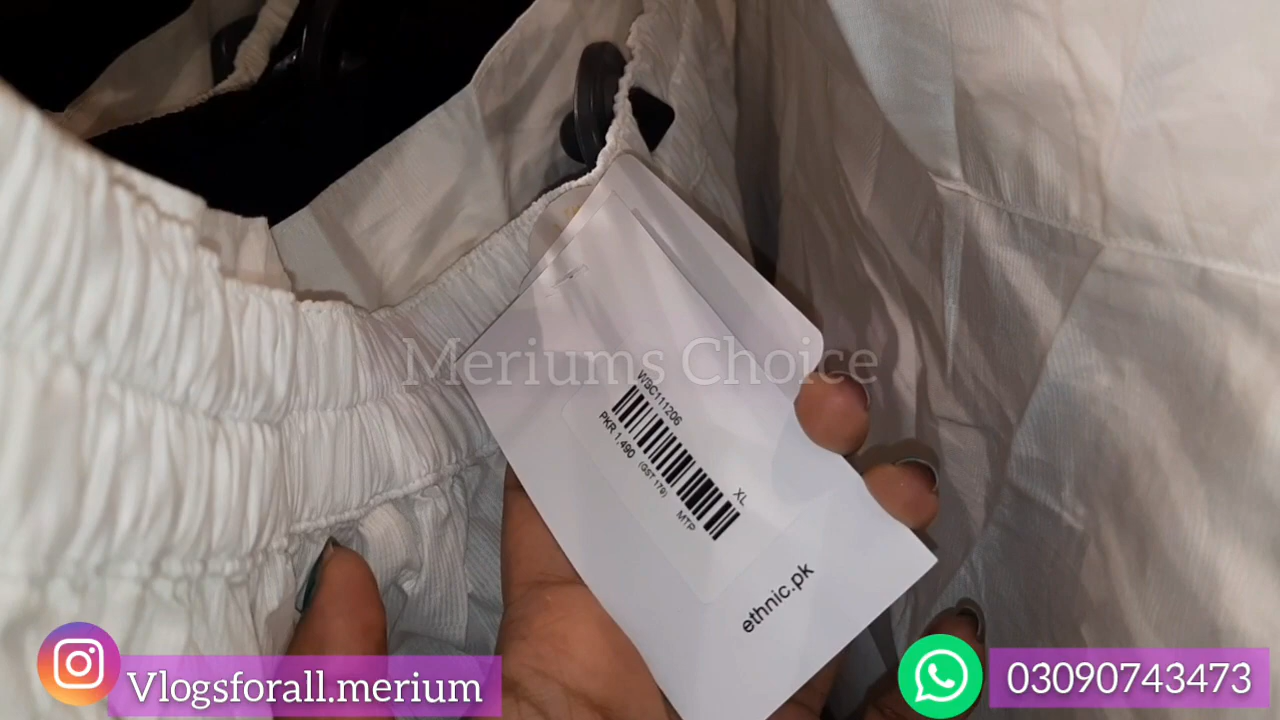 Meriums Choice
WBC111206
PKR 1,490
(GST 179)
XL
MTP
ethnic.pk
Vlogsforall.merium
03090743473